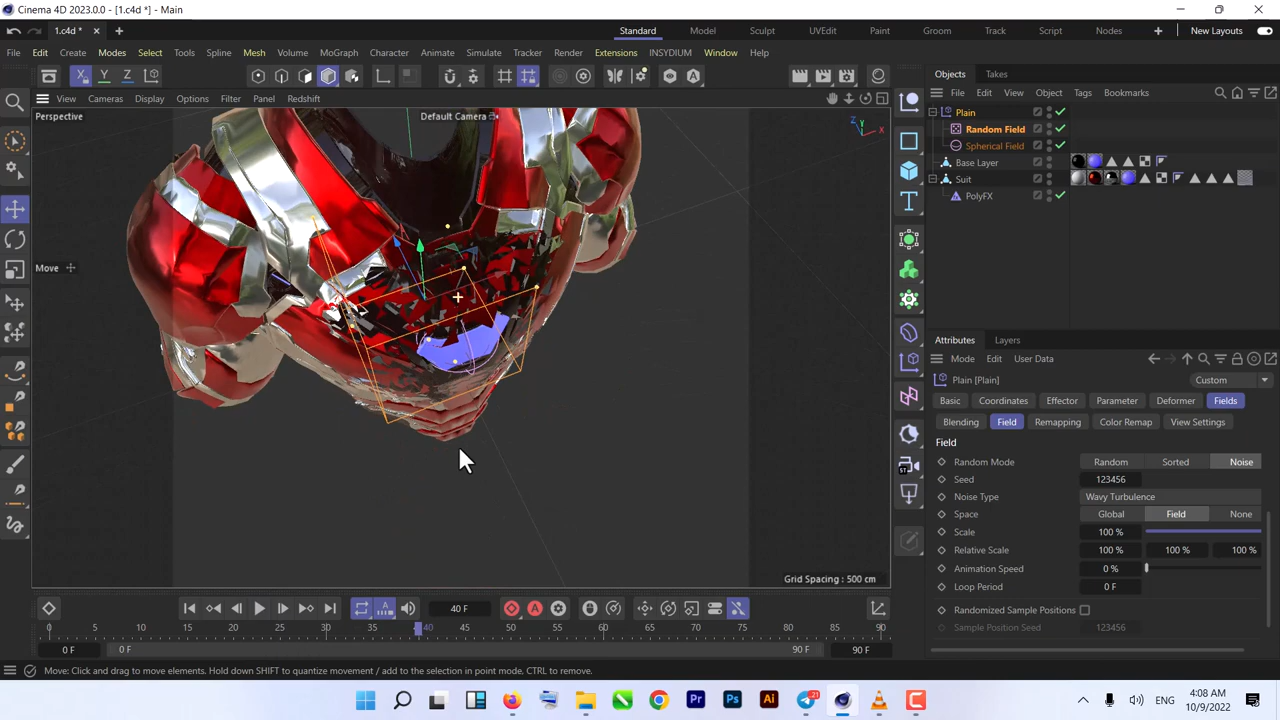 Cinema 4D 2023.0.0 - [1.c4d *] - Main
1.c4d *
Standard Model Sculpt UVEdit Paint Groom Track Script Nodes New Layouts
File Edit Create Modes Select Tools Spline Mesh Volume MoGraph Character Animate Simulate Tracker Render Extensions INSYDIUM Window Help
X Y Z
Objects Takes
View Cameras Display Options Filter Panel Redshift
File Edit View Object Tags Bookmarks
Perspective
Default Camera
Y
X
Z
Plain
Random Field
Spherical Field
Base Layer
Suit
PolyFX
Move
Attributes Layers
Mode Edit User Data
Plain [Plain]
Custom
Basic Coordinates Effector Parameter Deformer Fields
Blending Field Remapping Color Remap View Settings
Field
Random Mode Random Sorted Noise
Seed 123456
Noise Type Wavy Turbulence
Space Global Field None
Scale 100 %
Relative Scale 100 % 100 % 100 %
Animation Speed 0 %
Loop Period 0 F
Randomized Sample Positions
Sample Position Seed 123456
Grid Spacing : 500 cm
40 F
0 5 10 15 20 25 30 35 40 45 50 55 60 65 70 75 80 85 90
0 F 0 F 90 F 90 F
Move: Click and drag to move elements. Hold down SHIFT to quantize movement / add to the selection in point mode, CTRL to remove.
Pr Ps Ai 21
ENG
4:08 AM
10/9/2022